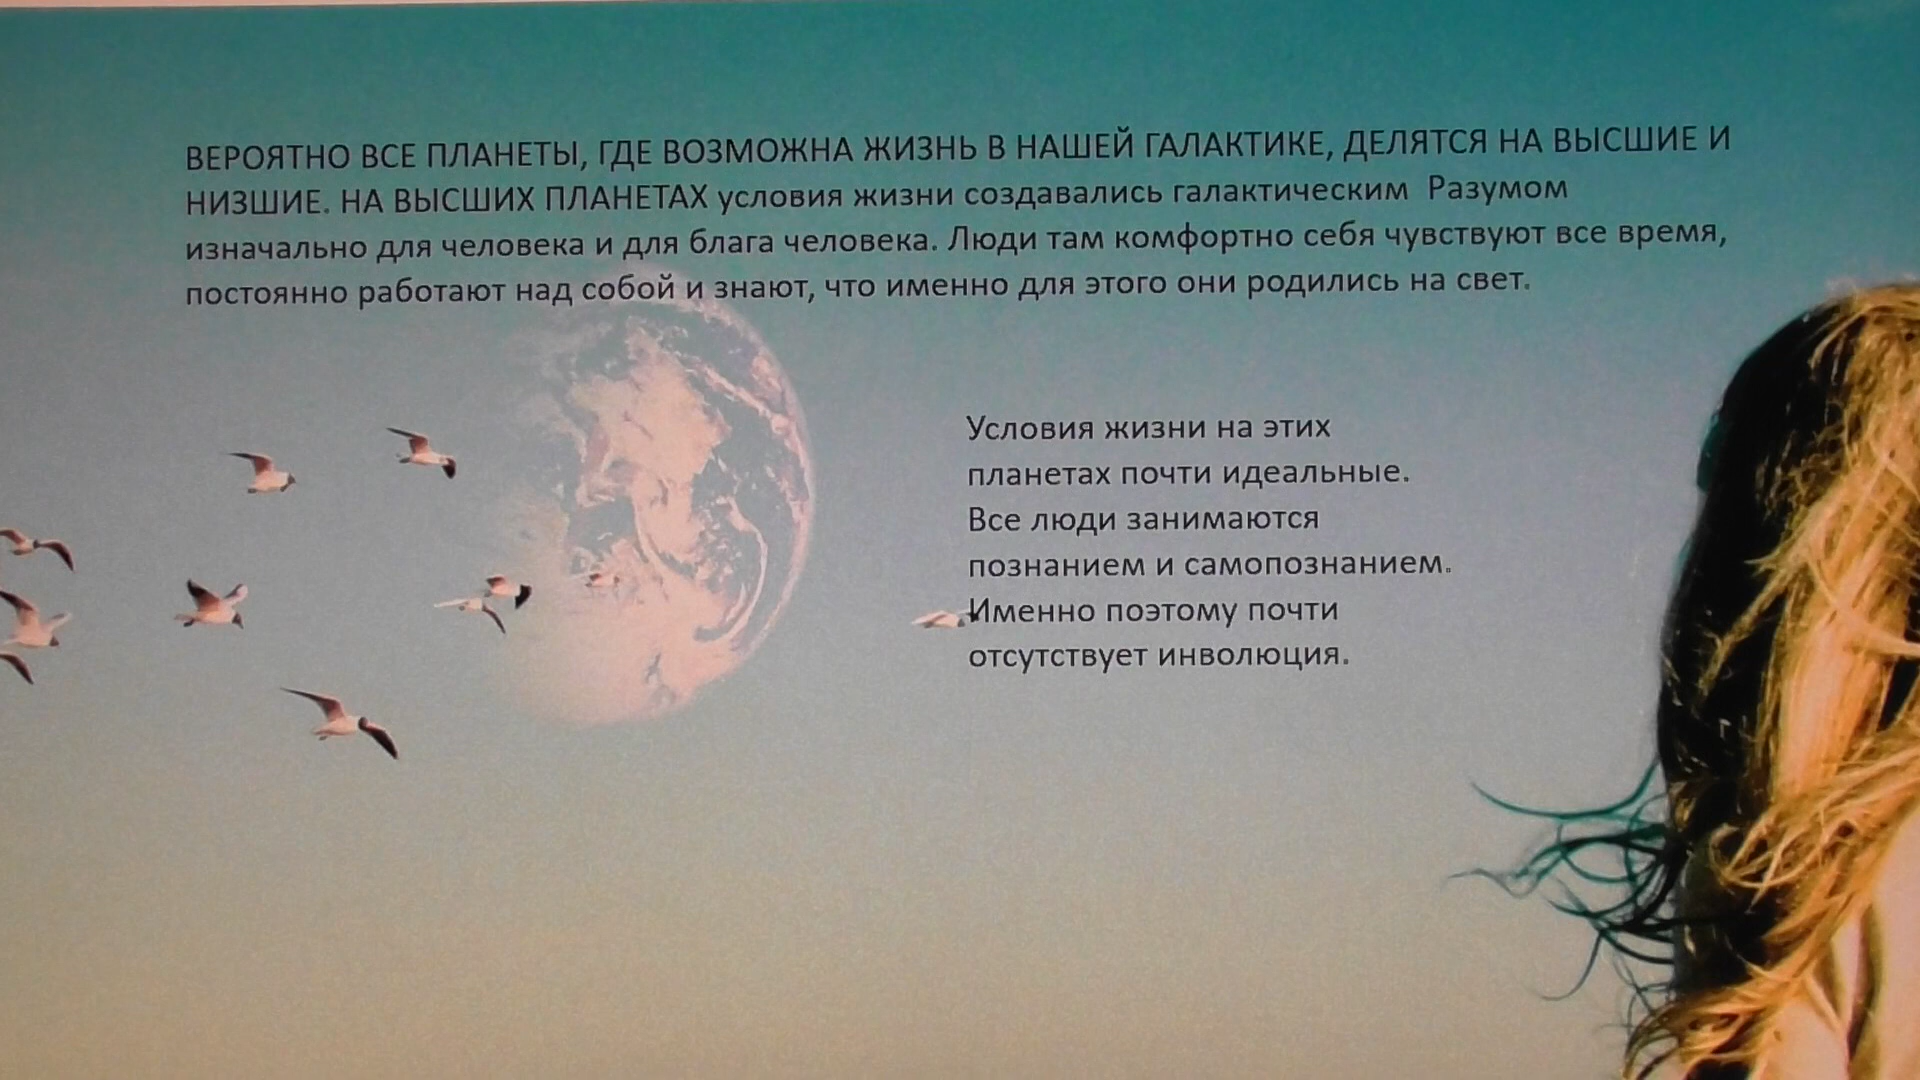 ВЕРОЯТНО ВСЕ ПЛАНЕТЫ, ГДЕ ВОЗМОЖНА ЖИЗНЬ В НАШЕЙ ГАЛАКТИКЕ, ДЕЛЯТСЯ НА ВЫСШИЕ И
НИЗШИЕ. НА ВЫСШИХ ПЛАНЕТАХ условия жизни создавались галактическим Разумом
изначально для человека и для блага человека. Люди там комфортно себя чувствуют все время,
постоянно работают над собой и знают, что именно для этого они родились на свет.
Условия жизни на этих
планетах почти идеальные.
Все люди занимаются
познанием и самопознанием.
Именно поэтому почти
отсутствует инволюция.